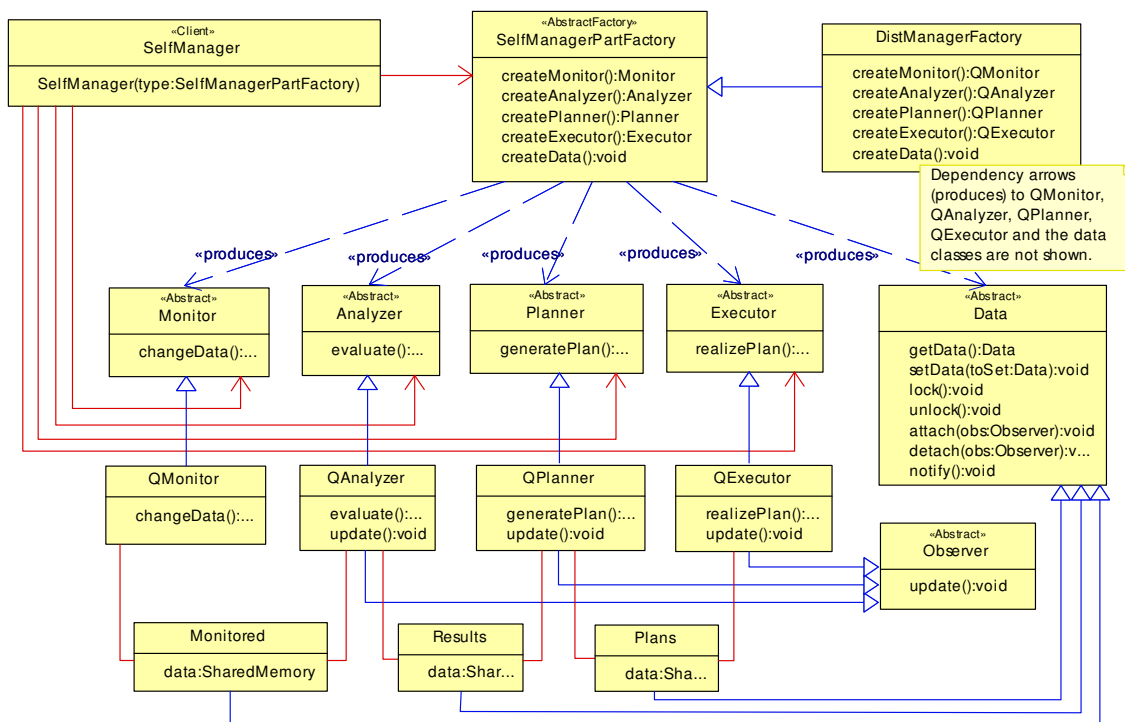 «Client»
SelfManager
SelfManager(type:SelfManagerPartFactory)
«AbstractFactory»
SelfManagerPartFactory
createMonitor():Monitor
createAnalyzer():Analyzer
createPlanner():Planner
createExecutor():Executor
createData():void
DistManagerFactory
createMonitor():QMonitor
createAnalyzer():QAnalyzer
createPlanner():QPlanner
createExecutor():QExecutor
createData():void
Dependency arrows
(produces) to QMonitor,
QAnalyzer, QPlanner,
QExecutor and the data
classes are not shown.
«produces»
«produces»
«produces»
«produces»
«produces»
«Abstract»
Monitor
changeData():...
«Abstract»
Analyzer
evaluate():...
«Abstract»
Planner
generatePlan():...
«Abstract»
Executor
realizePlan():...
«Abstract»
Data
getData():Data
setData(toSet:Data):void
lock():void
unlock():void
attach(obs:Observer):void
detach(obs:Observer):v...
notify():void
QMonitor
changeData():...
QAnalyzer
evaluate():...
update():void
QPlanner
generatePlan():...
update():void
QExecutor
realizePlan():...
update():void
«Abstract»
Observer
update():void
Monitored
data:SharedMemory
Results
data:Shar...
Plans
data:Sha...